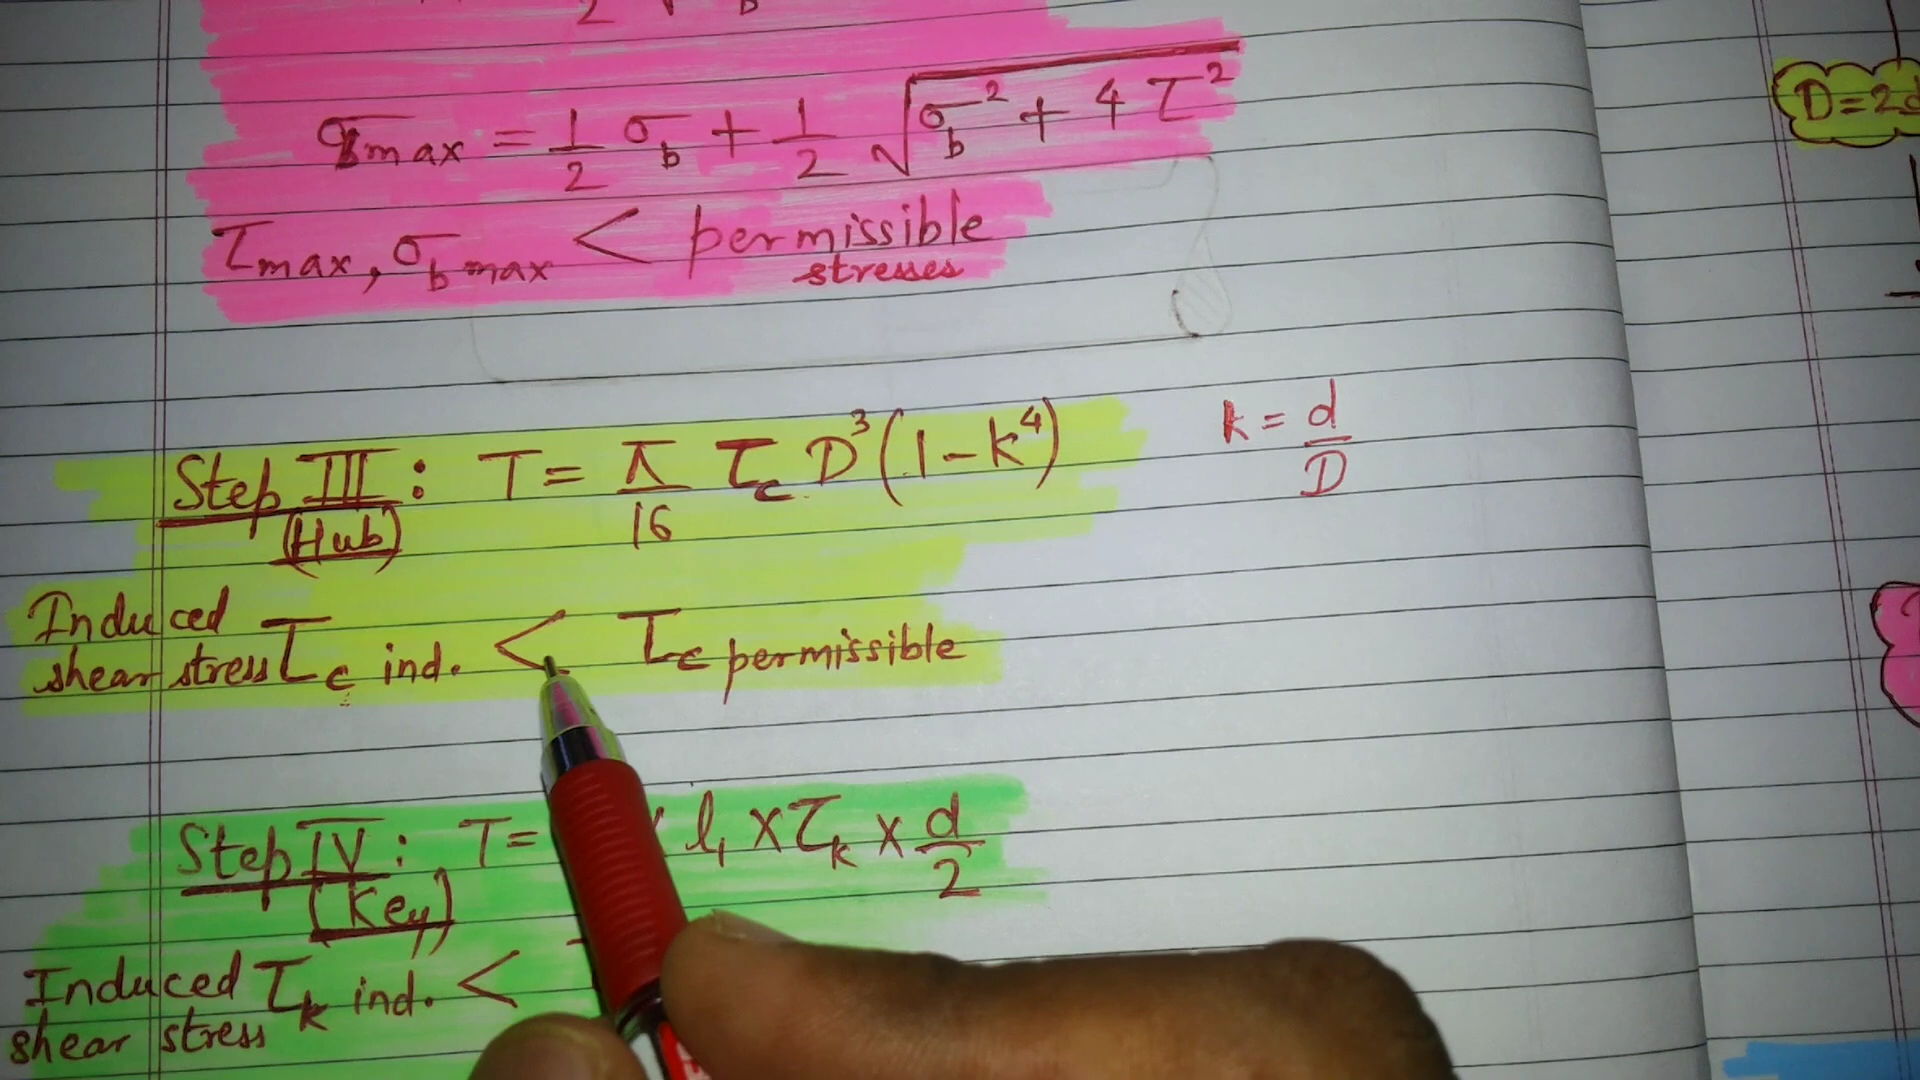 σmax = 1/2 σb + 1/2 √(σb² + 4τ²)
τmax, σb max < permissible
stresses
Step III : T = π/16 τc D³ (1 - k⁴)
k = d/D
(Hub)
Induced
shear stress τc ind. < τc permissible
Step IV : T = l₁ × τk × d/2
(Key)
Induced τk ind. <
shear stress
D = 2d